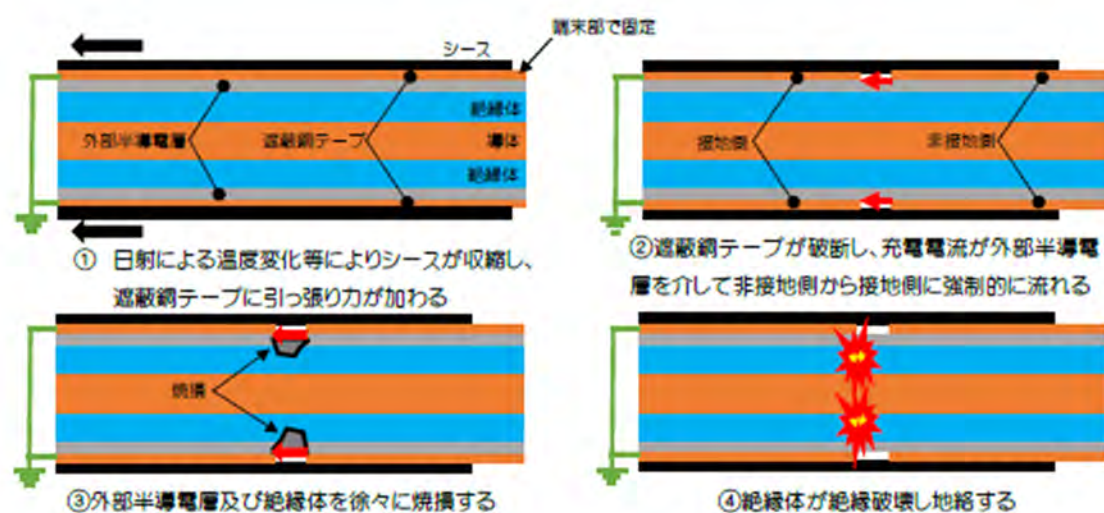 シース
端末部で固定
絶縁体
外部半導電層
遮蔽銅テープ
導体
絶縁体
① 日射による温度変化等によりシースが収縮し、
遮蔽銅テープに引っ張り力が加わる
接地側
非接地側
②遮蔽銅テープが破断し、充電電流が外部半導電
層を介して非接地側から接地側に強制的に流れる
焼損
③外部半導電層及び絶縁体を徐々に焼損する
④絶縁体が絶縁破壊し地絡する